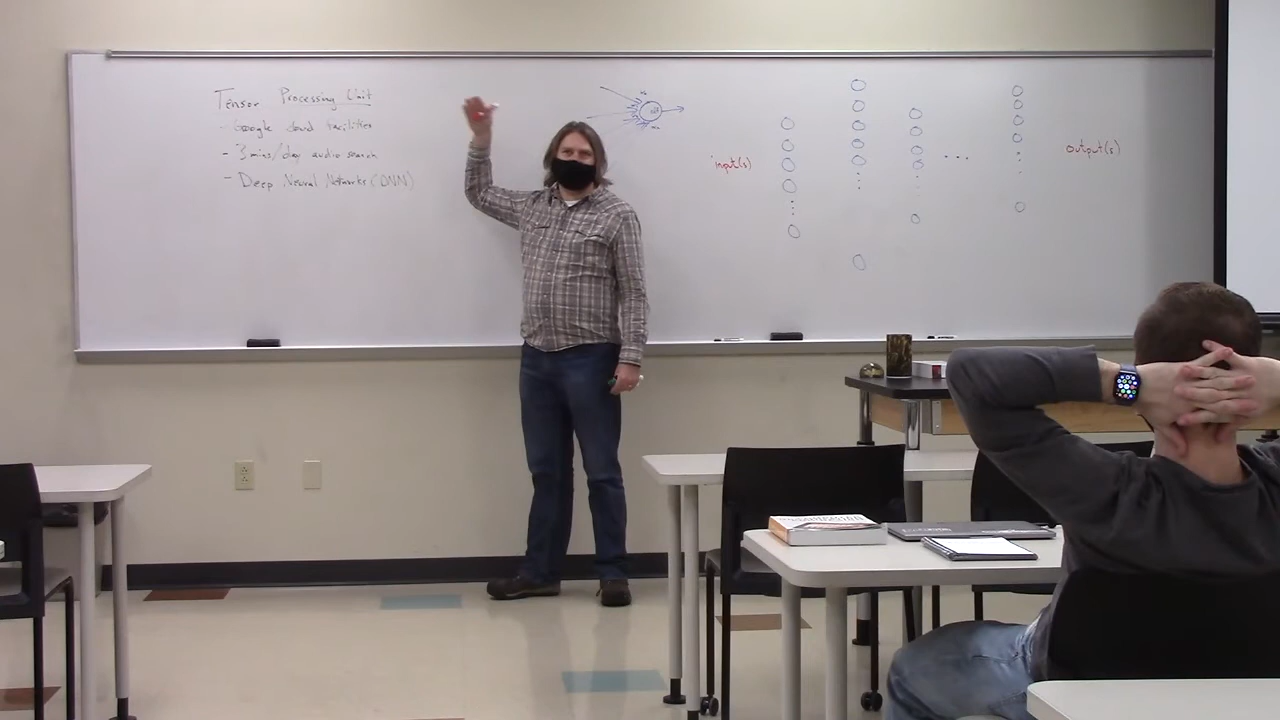 Tensor Processing Unit
- Google cloud facilities
- 3 mins/day audio search
- Deep Neural Networks (DNN)
input(s)
...
output(s)